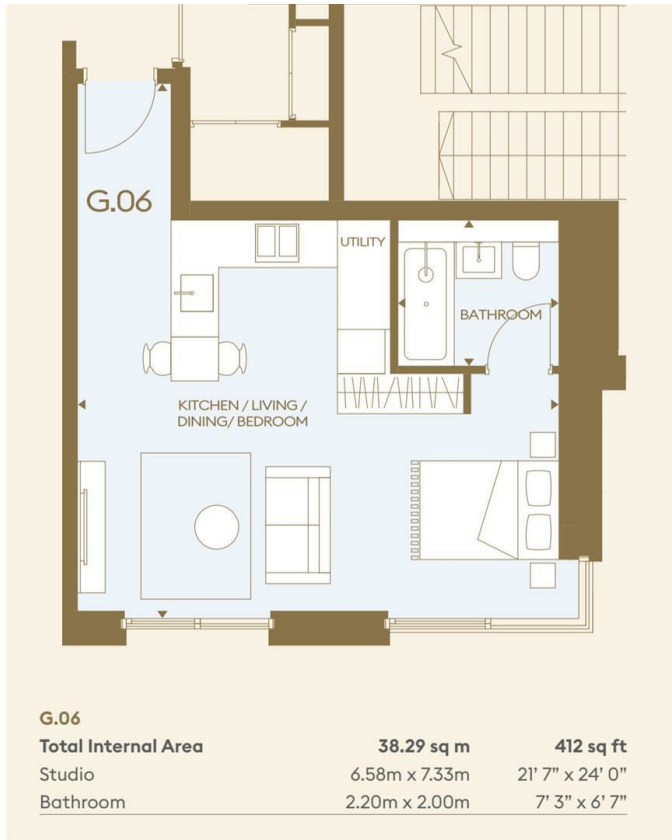 G.06
UTILITY
BATHROOM
KITCHEN / LIVING /
DINING/ BEDROOM
G.06
Total Internal Area 38.29 sq m 412 sq ft
Studio 6.58m x 7.33m 21’ 7” x 24’ 0”
Bathroom 2.20m x 2.00m 7’ 3” x 6’ 7”